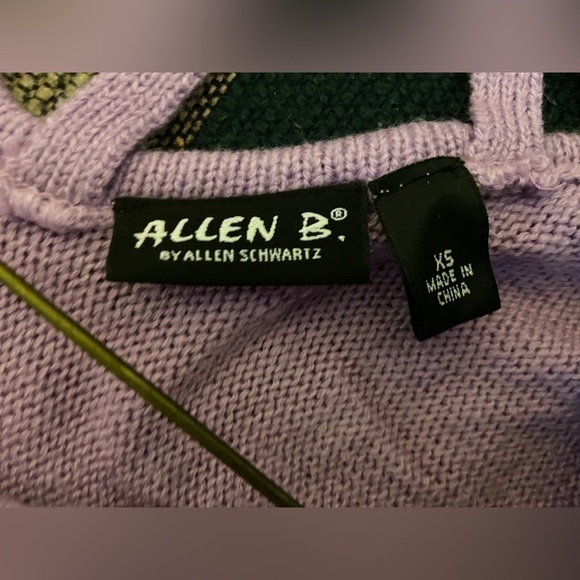 ALLEN B.®
BY ALLEN SCHWARTZ
XS
MADE IN
CHINA